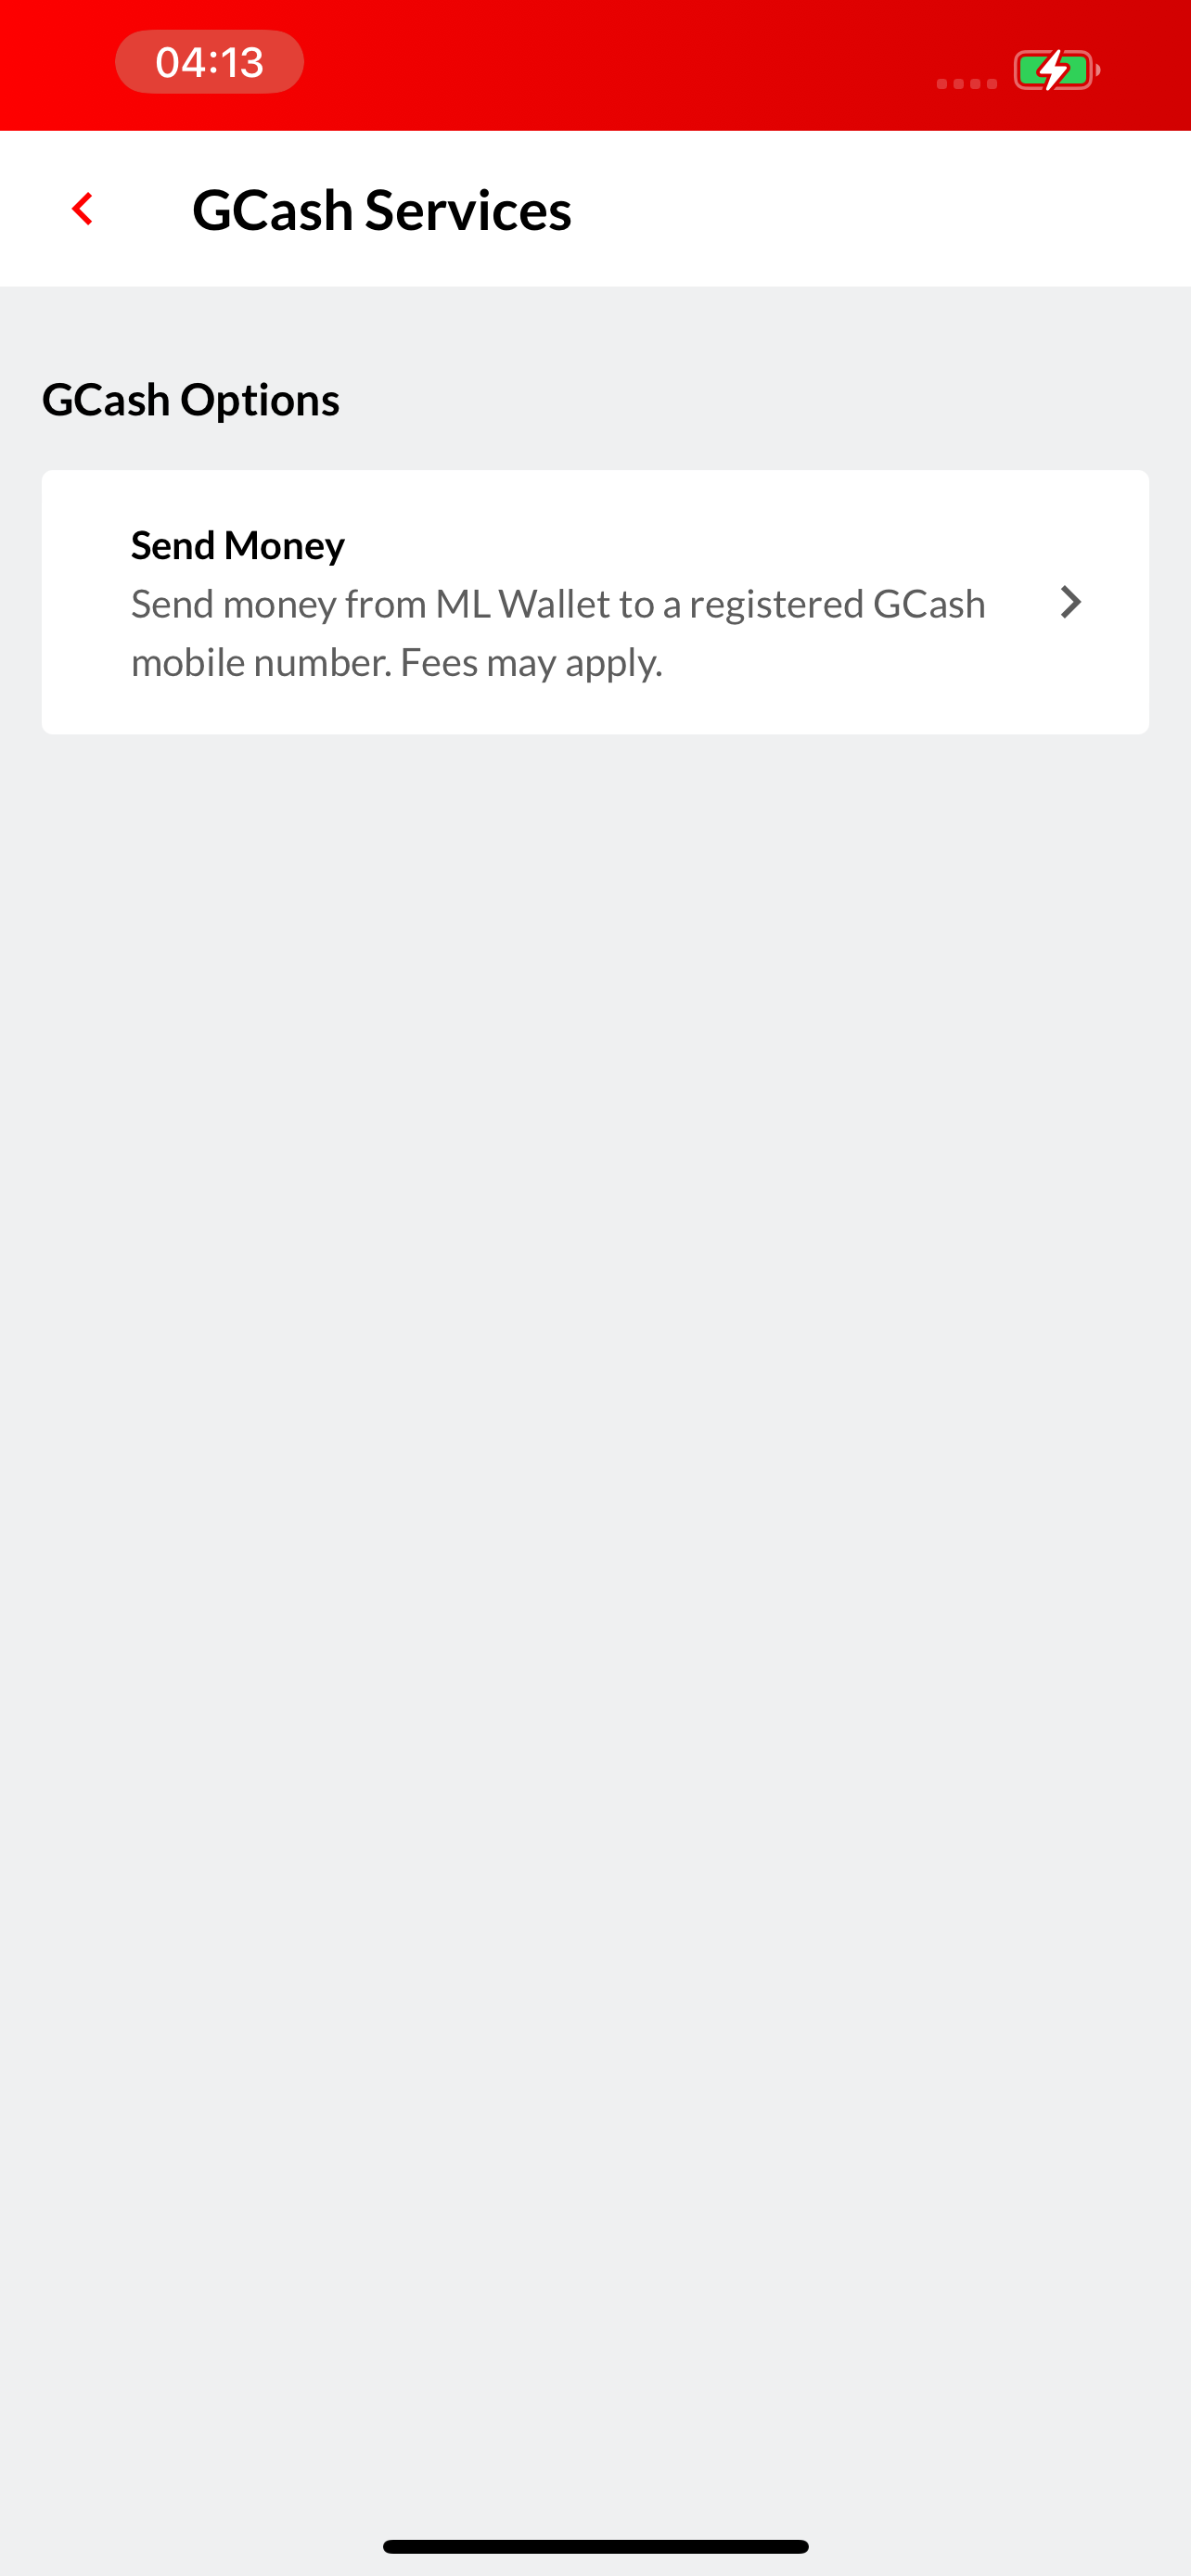 04:13
GCash Services
GCash Options
Send Money
Send money from ML Wallet to a registered GCash
mobile number. Fees may apply.